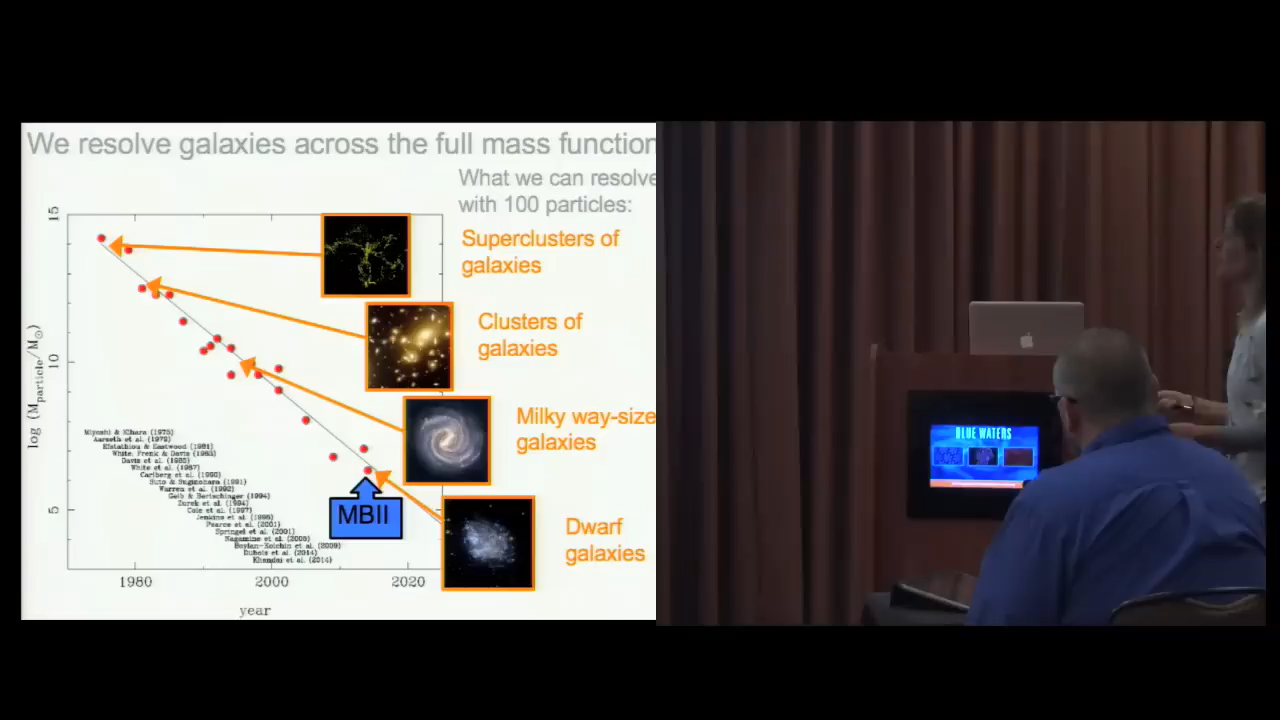 We resolve galaxies across the full mass function
What we can resolve
with 100 particles:
Superclusters of
galaxies
Clusters of
galaxies
Milky way-size
galaxies
Dwarf
galaxies
MBII
log (Mparticle/M⊙)
15
10
5
Miyoshi & Kihara (1975)
Aarseth et al. (1979)
Efstathiou & Eastwood (1981)
White, Frenk & Davis (1983)
Davis et al. (1985)
White et al. (1987)
Carlberg et al. (1990)
Suto & Suginohara (1991)
Warren et al. (1992)
Gelb & Bertschinger (1994)
Zurek et al. (1994)
Cole et al. (1997)
Jenkins et al. (1998)
Pearce et al. (2001)
Springel et al. (2001)
Nagamine et al. (2005)
Boylan-Kolchin et al. (2009)
Dubois et al. (2014)
Khandai et al. (2014)
1980
2000
2020
year
BLUE WATERS